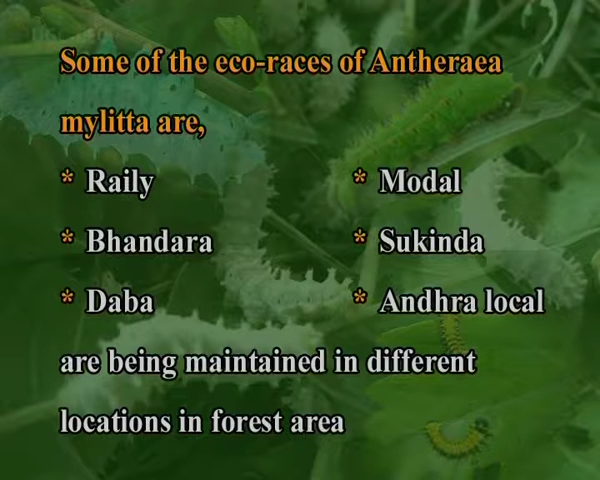 Some of the eco-races of Antheraea
mylitta are,
* Raily * Modal
* Bhandara * Sukinda
* Daba * Andhra local
are being maintained in different
locations in forest area